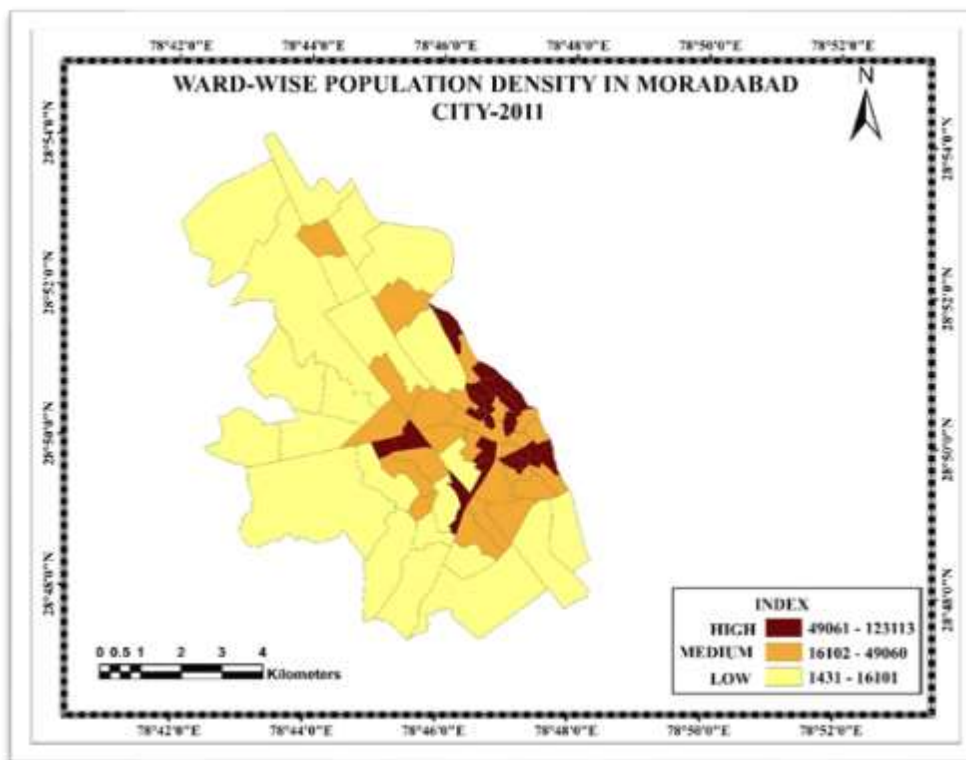 78°42'0"E 78°44'0"E 78°46'0"E 78°48'0"E 78°50'0"E 78°52'0"E
WARD-WISE POPULATION DENSITY IN MORADABAD
CITY-2011
N
28°54'0"N 28°54'0"N
28°52'0"N 28°52'0"N
28°50'0"N 28°50'0"N
28°48'0"N 28°48'0"N
INDEX
HIGH 49061 - 123113
MEDIUM 16102 - 49060
LOW 1431 - 16101
0 0.5 1 2 3 4
Kilometers
78°42'0"E 78°44'0"E 78°46'0"E 78°48'0"E 78°50'0"E 78°52'0"E